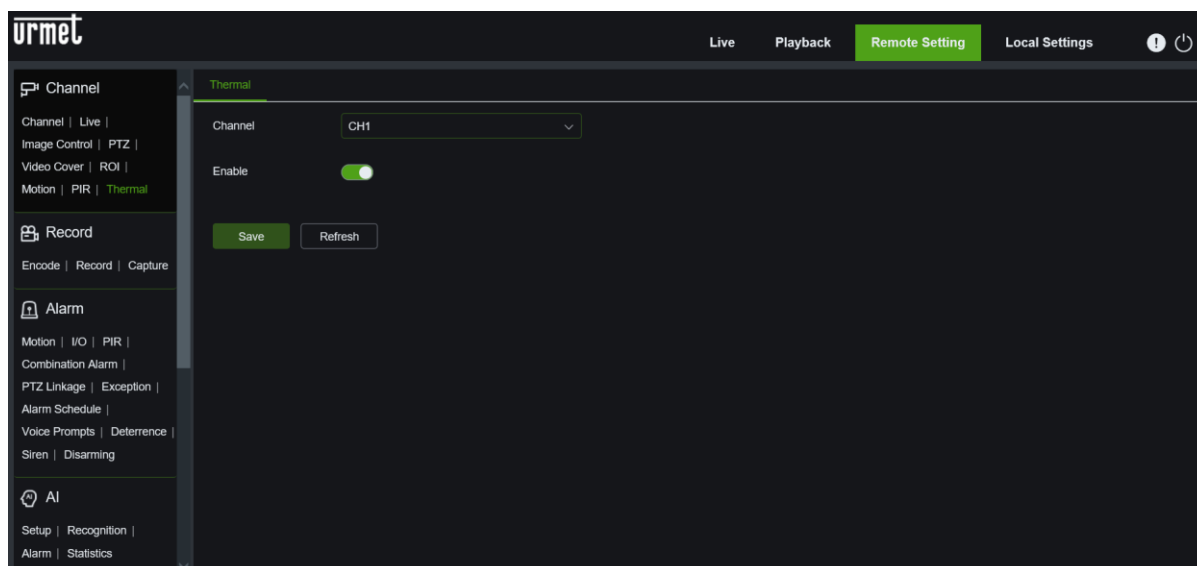 urmet
Live Playback Remote Setting Local Settings
Channel
Channel | Live |
Image Control | PTZ |
Video Cover | ROI |
Motion | PIR | Thermal
Record
Encode | Record | Capture
Alarm
Motion | I/O | PIR |
Combination Alarm |
PTZ Linkage | Exception |
Alarm Schedule |
Voice Prompts | Deterrence |
Siren | Disarming
AI
Setup | Recognition |
Alarm | Statistics
Thermal
Channel CH1
Enable
Save Refresh